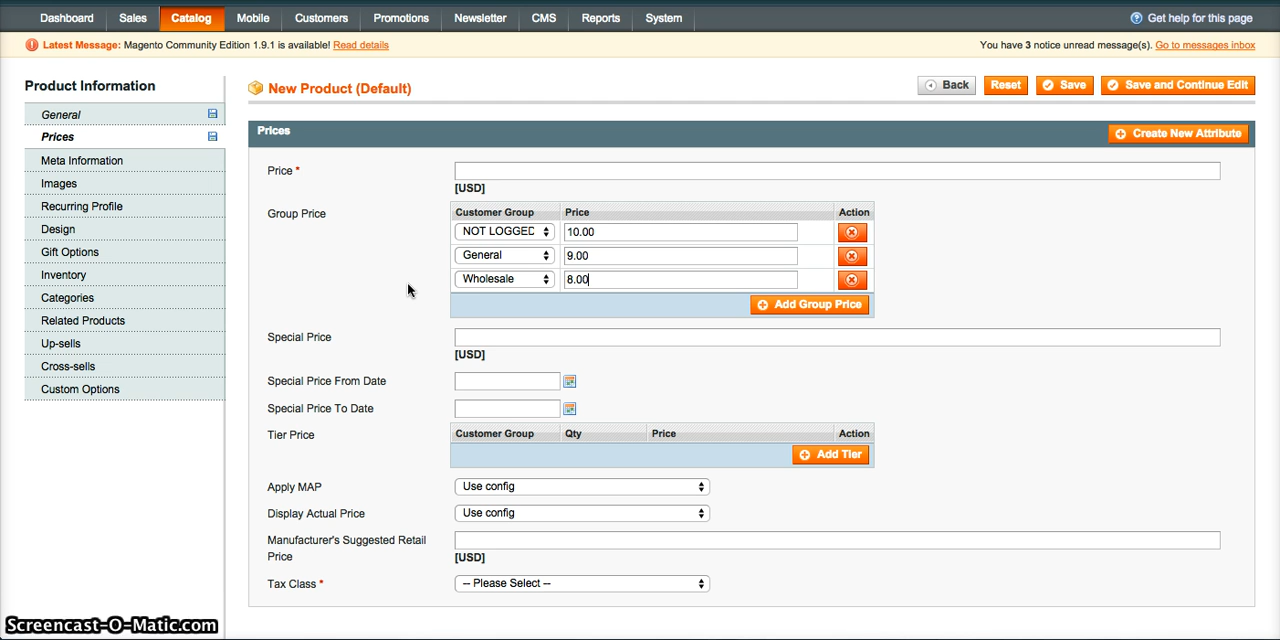 Dashboard Sales Catalog Mobile Customers Promotions Newsletter CMS Reports System Get help for this page
Latest Message: Magento Community Edition 1.9.1 is available! Read details You have 3 notice unread message(s). Go to messages inbox
Product Information
General
Prices
Meta Information
Images
Recurring Profile
Design
Gift Options
Inventory
Categories
Related Products
Up-sells
Cross-sells
Custom Options
New Product (Default) Back Reset Save Save and Continue Edit
Prices Create New Attribute
Price *
[USD]
Group Price Customer Group Price Action
NOT LOGGED 10.00
General 9.00
Wholesale 8.00
Add Group Price
Special Price
[USD]
Special Price From Date
Special Price To Date
Tier Price Customer Group Qty Price Action
Add Tier
Apply MAP Use config
Display Actual Price Use config
Manufacturer's Suggested Retail
Price
[USD]
Tax Class * -- Please Select --
Screencast-O-Matic.com